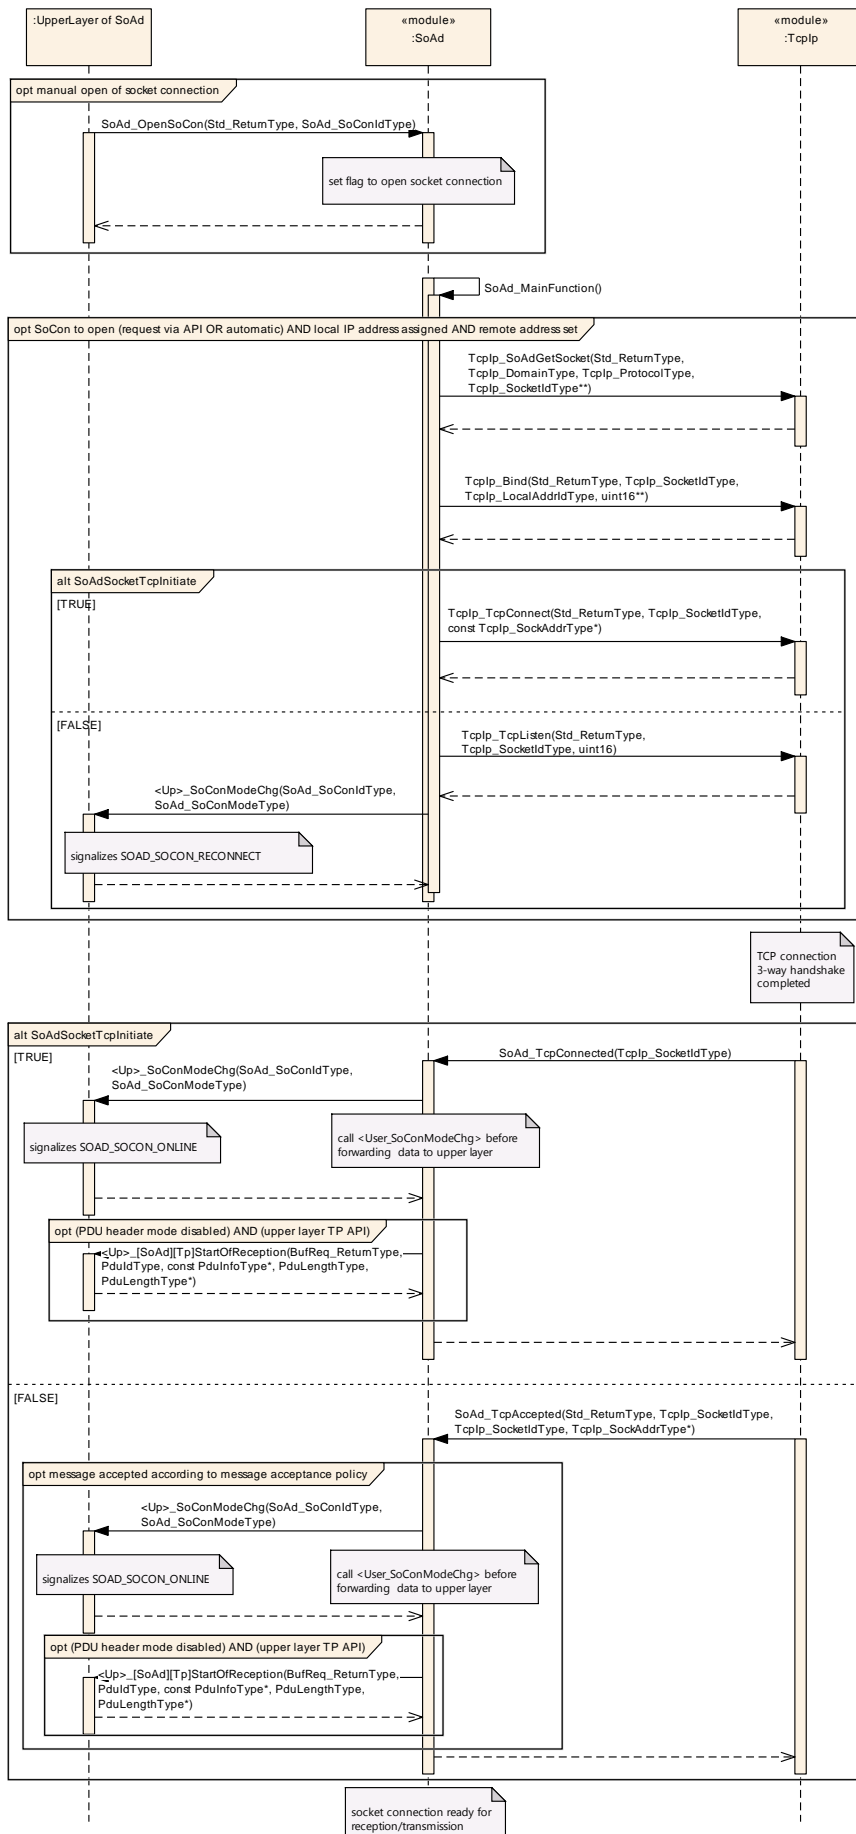 :UpperLayer of SoAd
«module»
:SoAd
«module»
:TcpIp
opt manual open of socket connection
SoAd_OpenSoCon(Std_ReturnType, SoAd_SoConIdType)
set flag to open socket connection
SoAd_MainFunction()
opt SoCon to open (request via API OR automatic) AND local IP address assigned AND remote address set
TcpIp_SoAdGetSocket(Std_ReturnType,
TcpIp_DomainType, TcpIp_ProtocolType,
TcpIp_SocketIdType**)
TcpIp_Bind(Std_ReturnType, TcpIp_SocketIdType,
TcpIp_LocalAddrIdType, uint16**)
alt SoAdSocketTcpInitiate
[TRUE]
TcpIp_TcpConnect(Std_ReturnType, TcpIp_SocketIdType,
const TcpIp_SockAddrType*)
[FALSE]
TcpIp_TcpListen(Std_ReturnType,
TcpIp_SocketIdType, uint16)
<Up>_SoConModeChg(SoAd_SoConIdType,
SoAd_SoConModeType)
signalizes SOAD_SOCON_RECONNECT
TCP connection
3-way handshake
completed
alt SoAdSocketTcpInitiate
[TRUE]
SoAd_TcpConnected(TcpIp_SocketIdType)
<Up>_SoConModeChg(SoAd_SoConIdType,
SoAd_SoConModeType)
signalizes SOAD_SOCON_ONLINE
call <User_SoConModeChg> before
forwarding  data to upper layer
opt (PDU header mode disabled) AND (upper layer TP API)
<Up>_[SoAd][Tp]StartOfReception(BufReq_ReturnType,
PduIdType, const PduInfoType*, PduLengthType,
PduLengthType*)
[FALSE]
SoAd_TcpAccepted(Std_ReturnType, TcpIp_SocketIdType,
TcpIp_SocketIdType, TcpIp_SockAddrType*)
opt message accepted according to message acceptance policy
<Up>_SoConModeChg(SoAd_SoConIdType,
SoAd_SoConModeType)
signalizes SOAD_SOCON_ONLINE
call <User_SoConModeChg> before
forwarding  data to upper layer
opt (PDU header mode disabled) AND (upper layer TP API)
<Up>_[SoAd][Tp]StartOfReception(BufReq_ReturnType,
PduIdType, const PduInfoType*, PduLengthType,
PduLengthType*)
socket connection ready for
reception/transmission